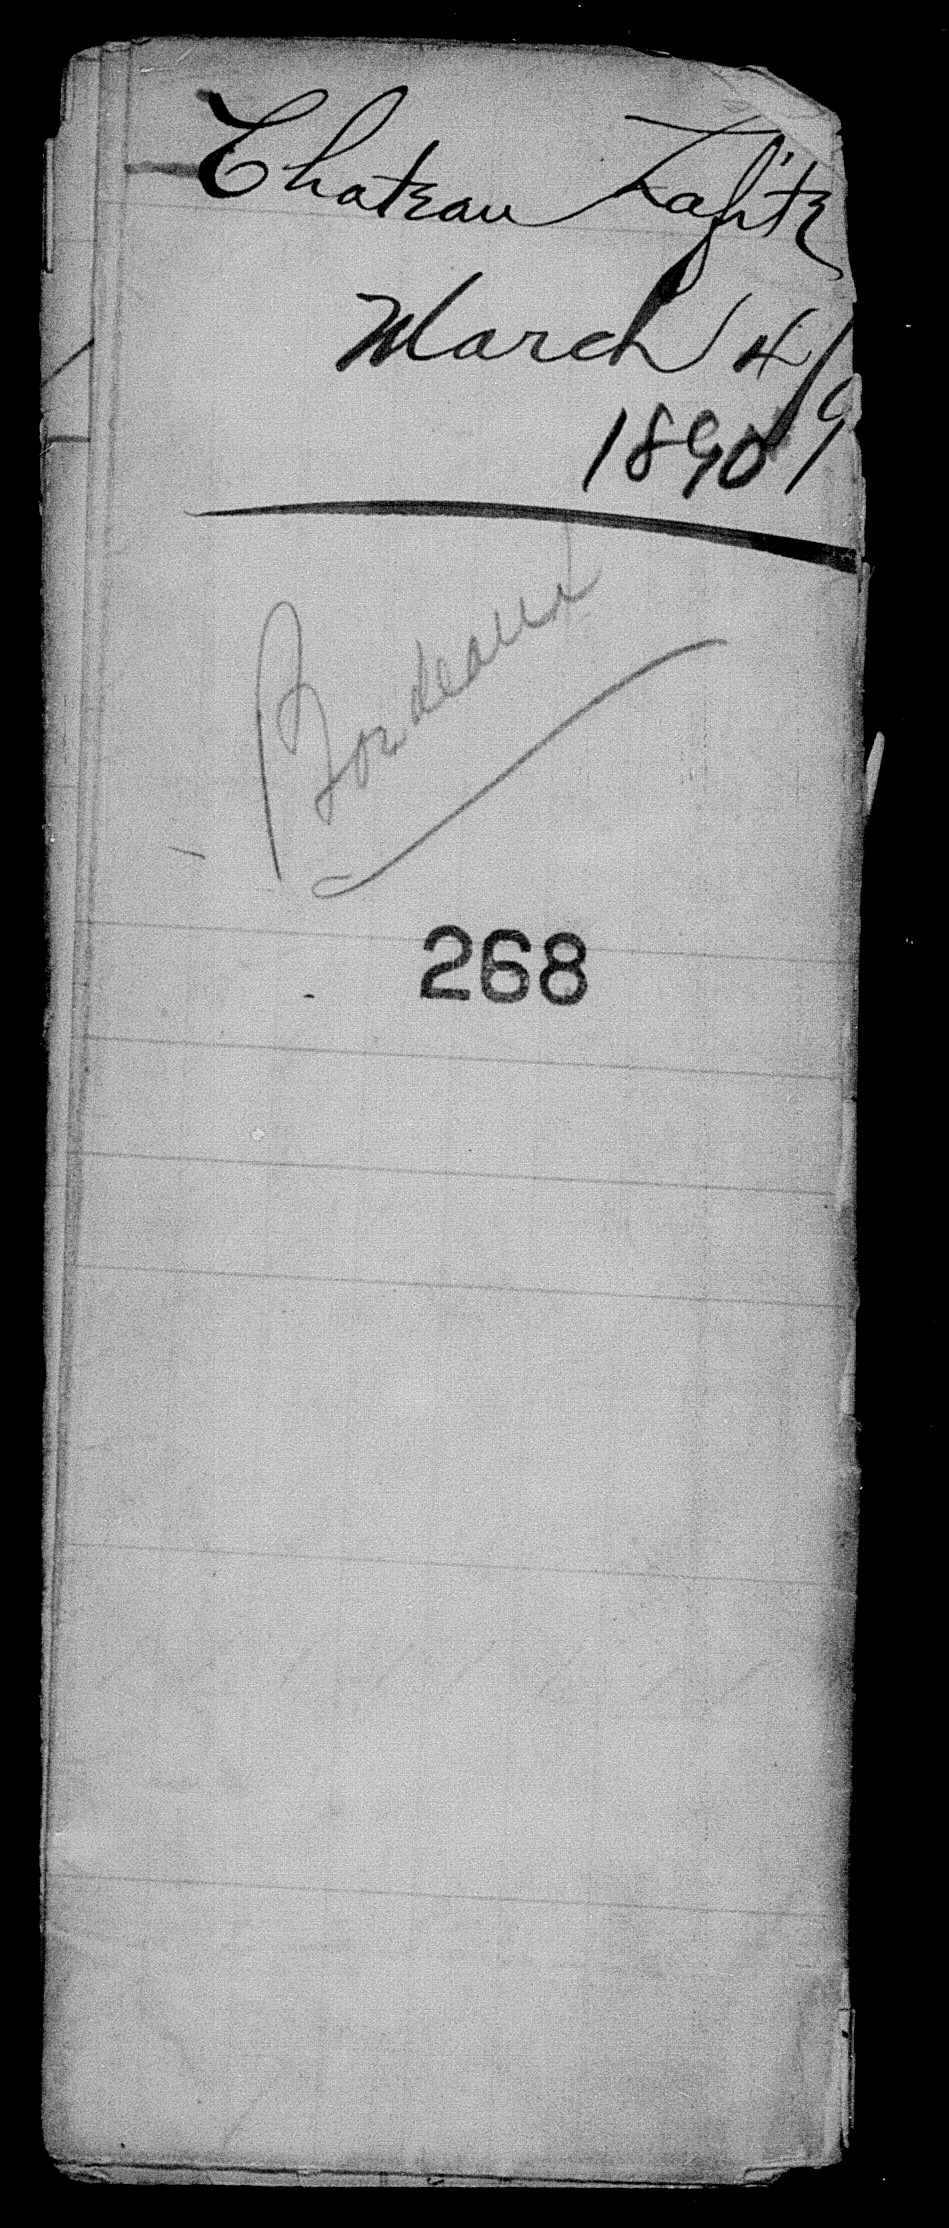 Chateau Lafite
March 4/9
1890
Bordeaux
268